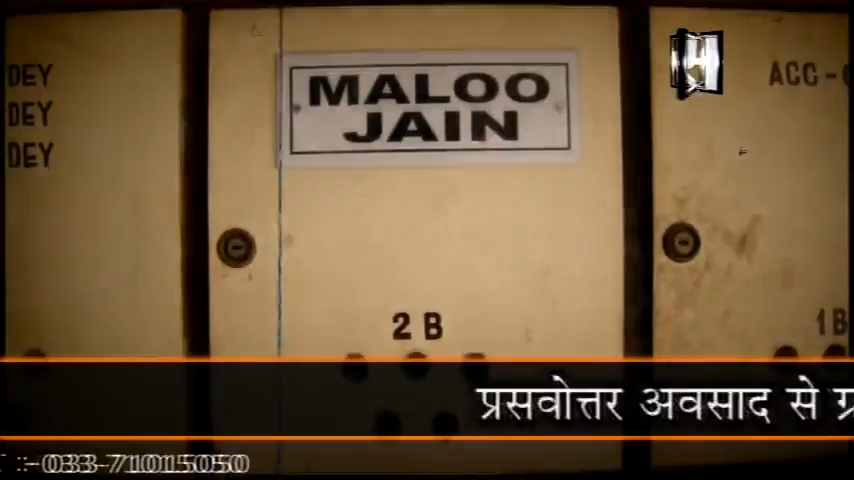 DEY
DEY
DEY
MALOO
JAIN
2 B
ACC-
1B
प्रसवोत्तर अवसाद से
:-033-71015050